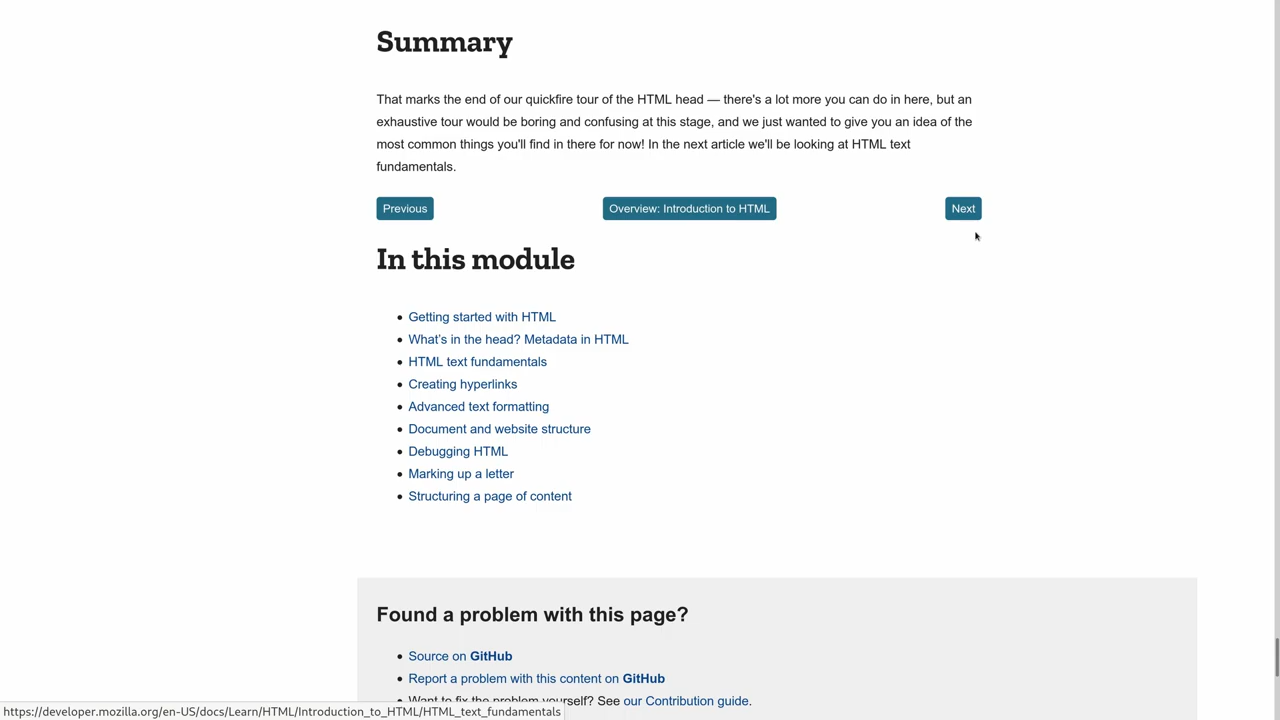 Summary
That marks the end of our quickfire tour of the HTML head — there's a lot more you can do in here, but an
exhaustive tour would be boring and confusing at this stage, and we just wanted to give you an idea of the
most common things you'll find in there for now! In the next article we'll be looking at HTML text
fundamentals.
Previous
Overview: Introduction to HTML
Next
In this module
Getting started with HTML
What’s in the head? Metadata in HTML
HTML text fundamentals
Creating hyperlinks
Advanced text formatting
Document and website structure
Debugging HTML
Marking up a letter
Structuring a page of content
Found a problem with this page?
Source on GitHub
Report a problem with this content on GitHub
Want to fix the problem yourself? See our Contribution guide.
https://developer.mozilla.org/en-US/docs/Learn/HTML/Introduction_to_HTML/HTML_text_fundamentals